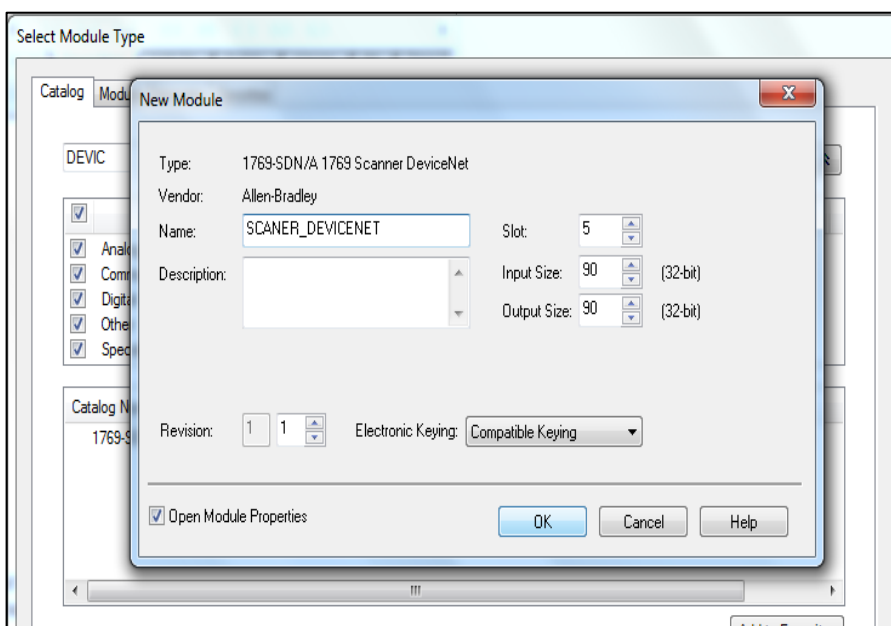 Select Module Type
Catalog Modu
New Module
X
DEVIC
Type: 1769-SDN/A 1769 Scanner DeviceNet
Vendor: Allen-Bradley
Name: SCANER_DEVICENET Slot: 5
Description: Input Size: 90 (32-bit)
Output Size: 90 (32-bit)
Analo
Comm
Digita
Othe
Spec
Catalog N
1769-S
Revision: 1 1 Electronic Keying: Compatible Keying
Open Module Properties OK Cancel Help